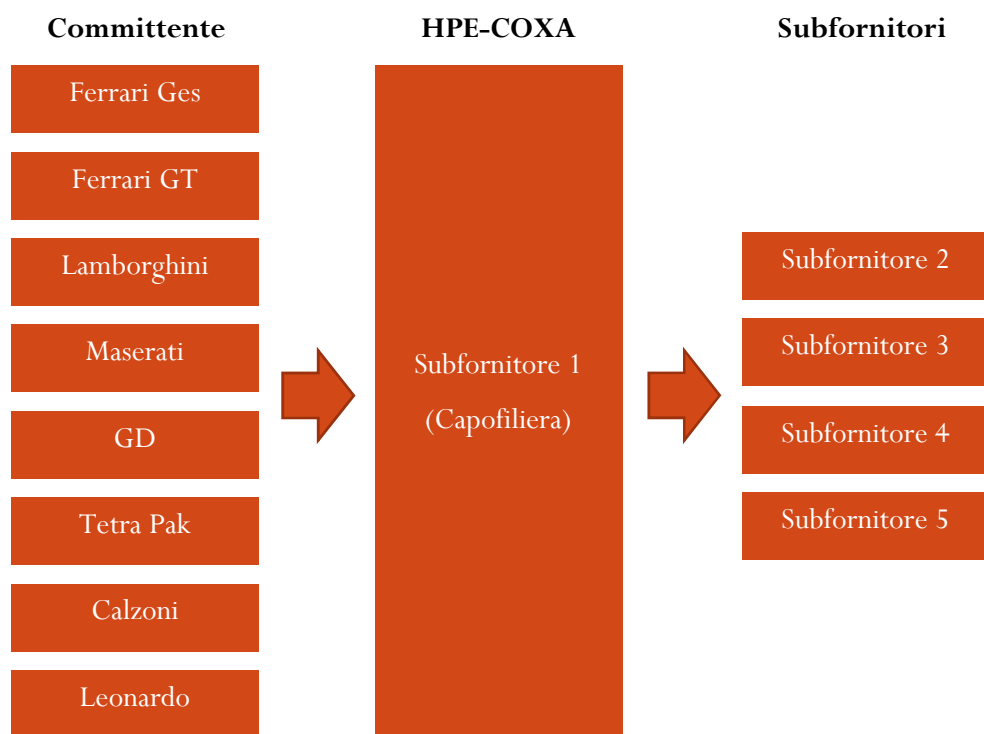 Committente
HPE-COXA
Subfornitori
Ferrari Ges
Ferrari GT
Lamborghini
Maserati
GD
Tetra Pak
Calzoni
Leonardo
Subfornitore 1
(Capofiliera)
Subfornitore 2
Subfornitore 3
Subfornitore 4
Subfornitore 5